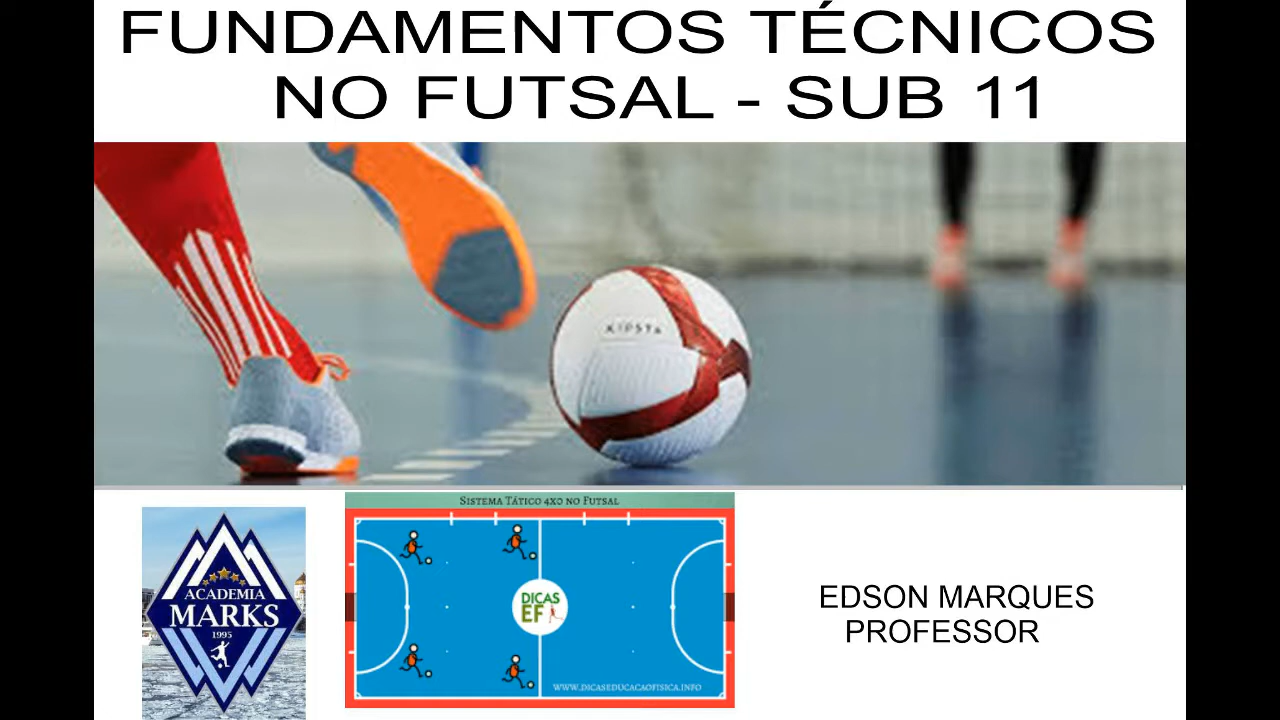 FUNDAMENTOS TÉCNICOS
NO FUTSAL - SUB 11
KIPSTA
SISTEMA TÁTICO 4X0 NO FUTSAL
ACADEMIA
MARKS
1995
DICAS
EF
WWW.DICASEDUCACAOFISICA.INFO
EDSON MARQUES
PROFESSOR